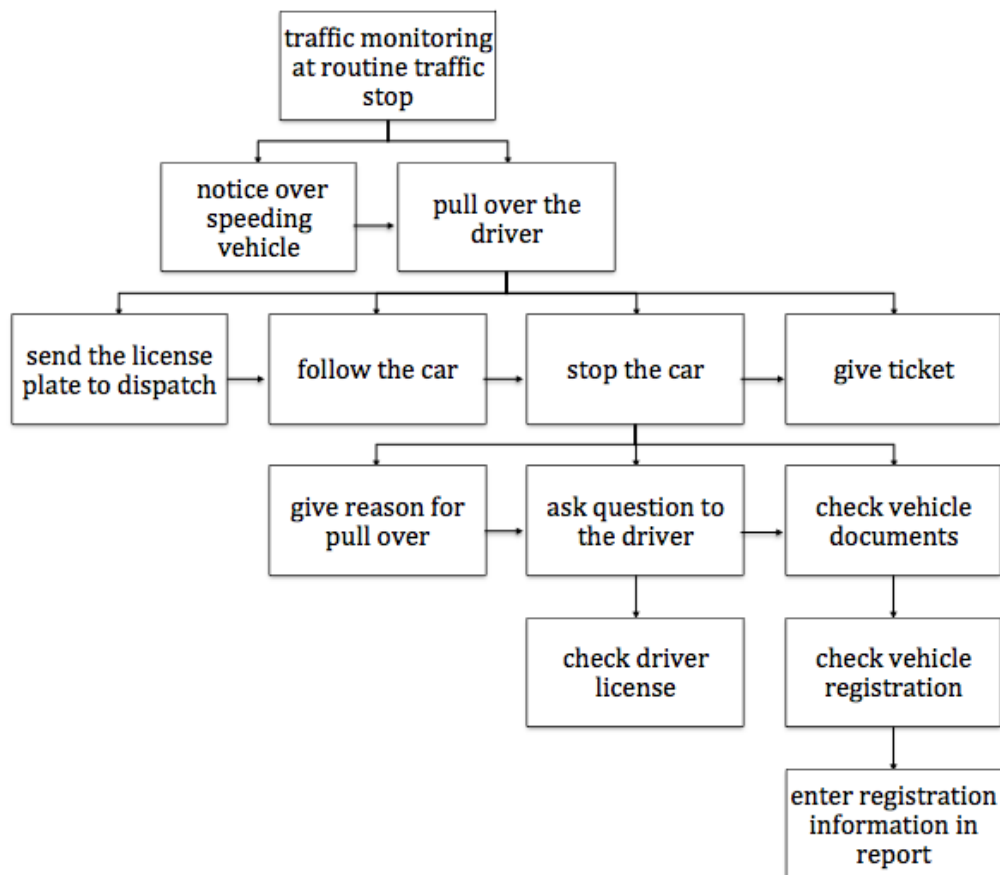 traffic monitoring
at routine traffic
stop
notice over
speeding
vehicle
pull over the
driver
send the license
plate to dispatch
follow the car
stop the car
give ticket
give reason for
pull over
ask question to
the driver
check vehicle
documents
check driver
license
check vehicle
registration
enter registration
information in
report